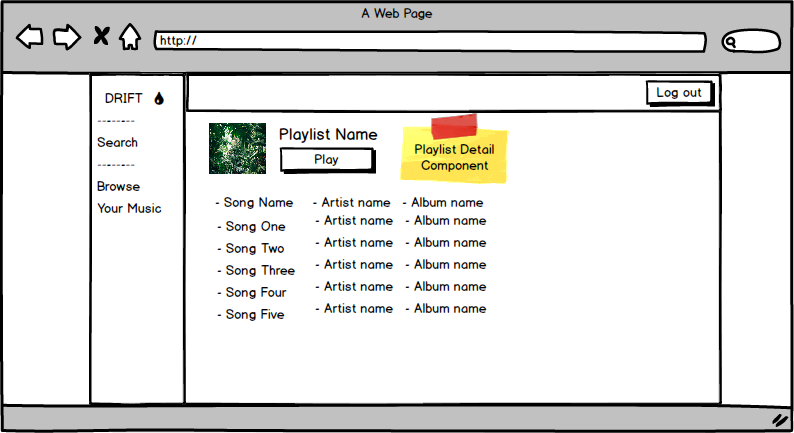 A Web Page
http://
Log out
DRIFT
--------
Search
--------
Browse
Your Music
Playlist Name
Play
Playlist Detail
Component
- Song Name - Artist name - Album name
- Song One - Artist name - Album name
- Song Two - Artist name - Album name
- Song Three - Artist name - Album name
- Song Four - Artist name - Album name
- Song Five - Artist name - Album name